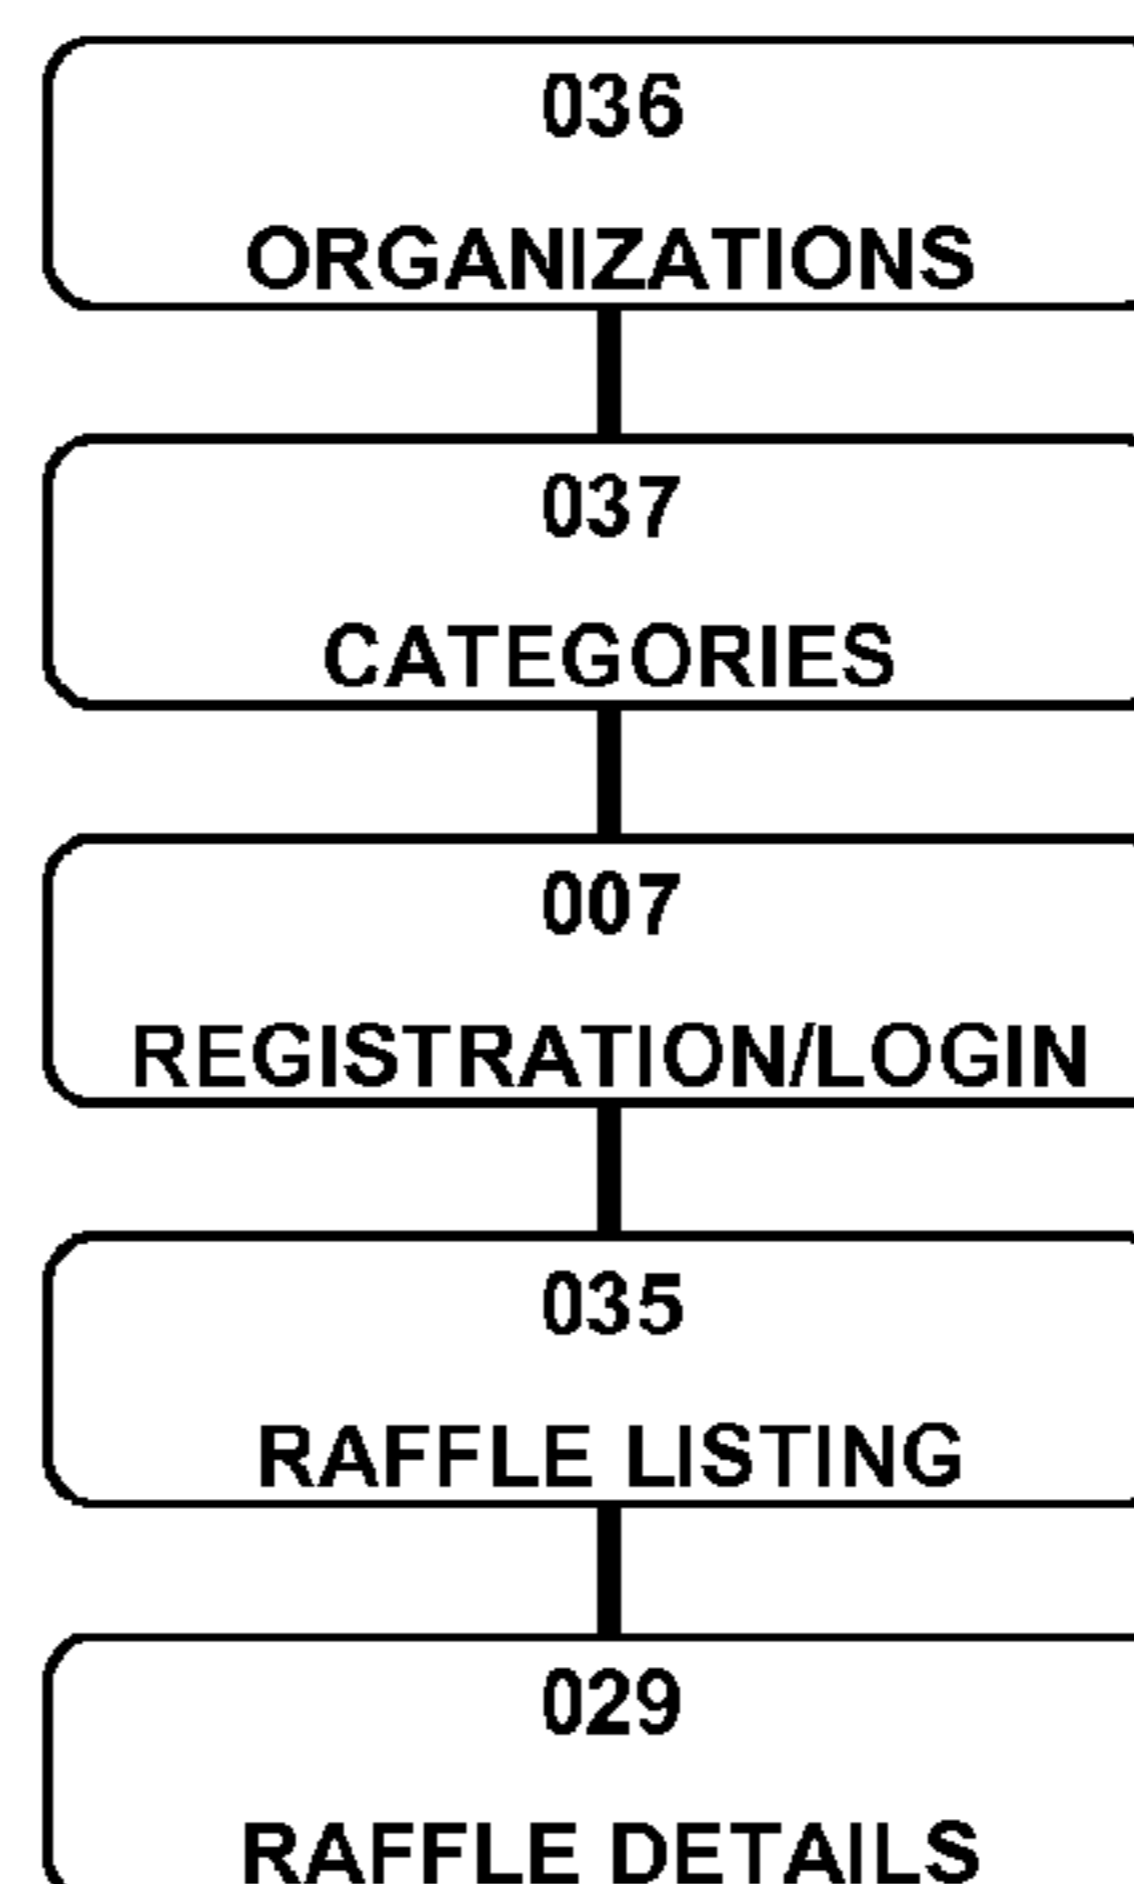 036
ORGANIZATIONS
037
CATEGORIES
007
REGISTRATION/LOGIN
035
RAFFLE LISTING
029
RAFFLE DETAILS